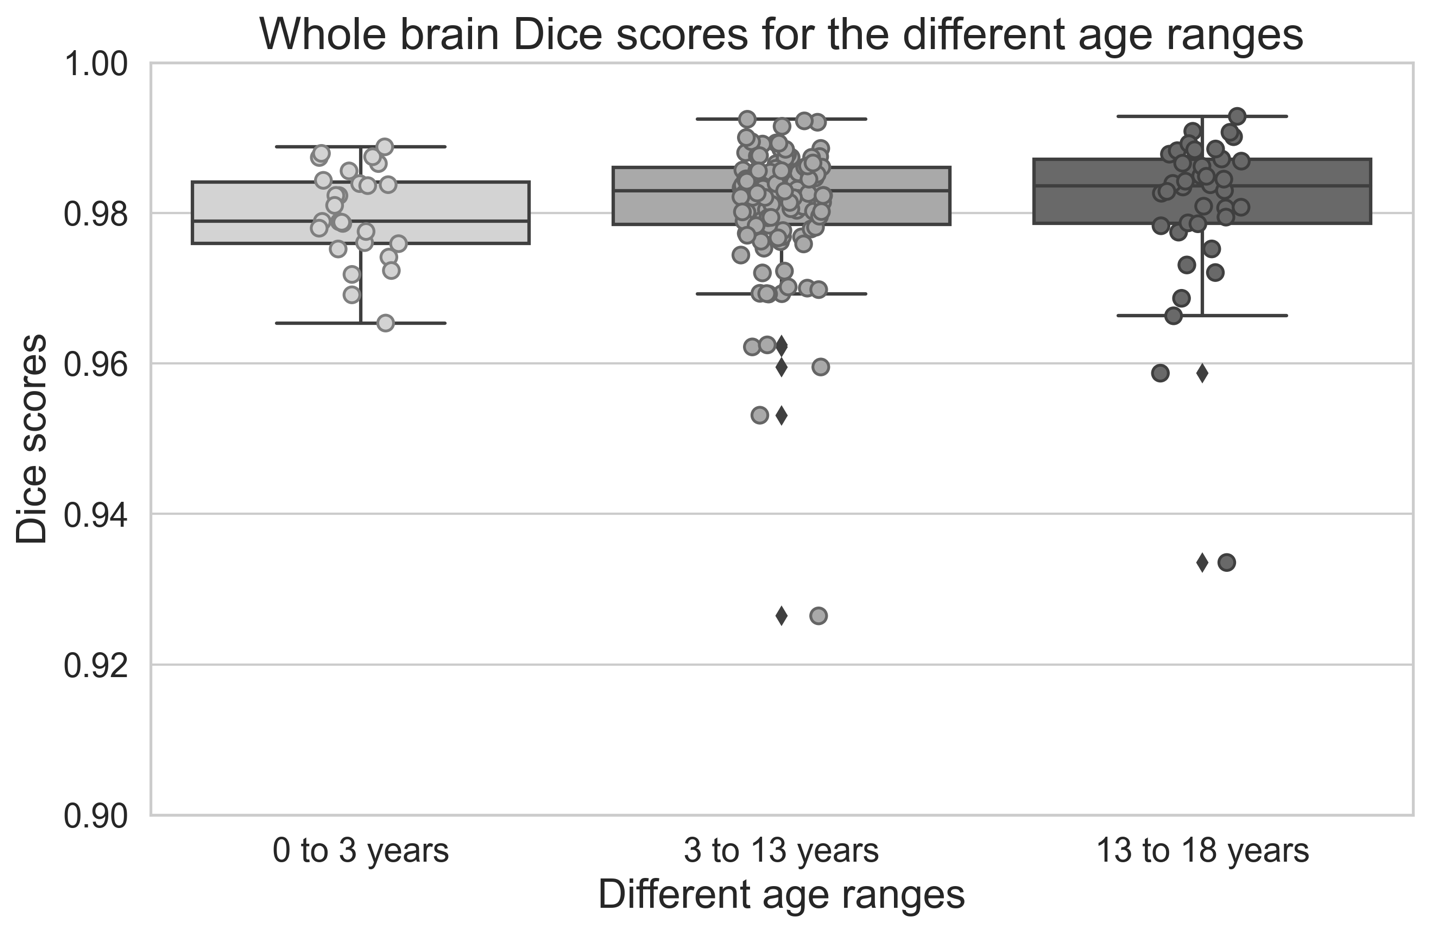 Whole brain Dice scores for the different age ranges
1.00
0.98
0.96
0.94
0.92
0.90
Dice scores
0 to 3 years
3 to 13 years
13 to 18 years
Different age ranges